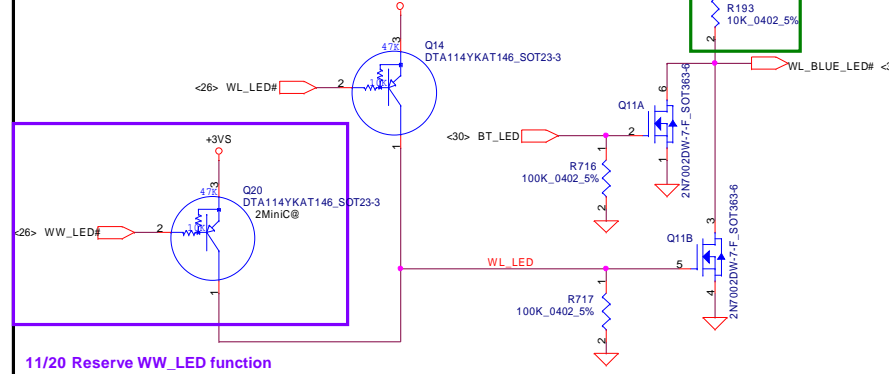 R193
10K_0402_5%
2
3
47K
10K
Q14
DTA114YKAT146_SOT23-3
<26> WL_LED#
2
1
WL_BLUE_LED#
6
Q11A
2N7002DW-7-F_SOT363-6
<30> BT_LED
2
1
1
R716
100K_0402_5%
2
+3VS
3
47K
10K
Q20
DTA114YKAT146_SOT23-3
2MiniC@
<26> WW_LED#
2
1
3
Q11B
2N7002DW-7-F_SOT363-6
WL_LED
5
4
1
R717
100K_0402_5%
2
11/20 Reserve WW_LED function